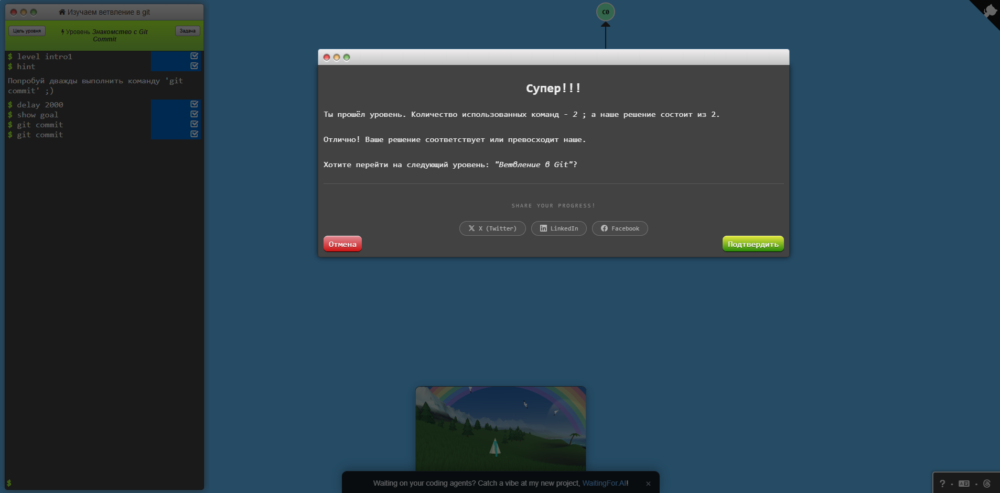 Изучаем ветвление в git
Цель уровня
Уровень Знакомство с Git
Commit
Задача
$ level intro1
$ hint
Попробуй дважды выполнить команду 'git
commit' ;)
$ delay 2000
$ show goal
$ git commit
$ git commit
$
C0
Супер!!!
Ты прошёл уровень. Количество использованных команд - 2 ; а наше решение состоит из 2.
Отлично! Ваше решение соответствует или превосходит наше.
Хотите перейти на следующий уровень: "Ветвление в Git"?
SHARE YOUR PROGRESS!
X (Twitter)
LinkedIn
Facebook
Отмена
Подтвердить
Waiting on your coding agents? Catch a vibe at my new project, WaitingFor.AI!
×
?